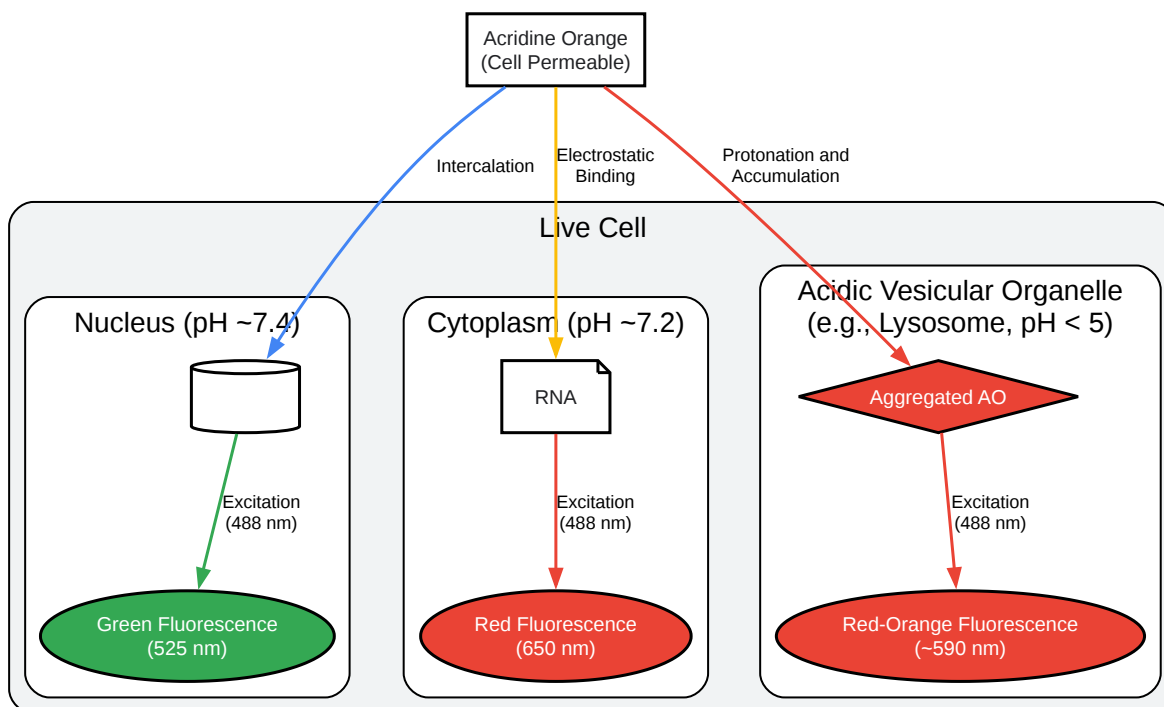 Acridine Orange
(Cell Permeable)
Intercalation
Electrostatic
Binding
Protonation and
Accumulation
Live Cell
Nucleus (pH ~7.4)
Cytoplasm (pH ~7.2)
Acidic Vesicular Organelle
(e.g., Lysosome, pH < 5)
RNA
Aggregated AO
Excitation
(488 nm)
Excitation
(488 nm)
Excitation
(488 nm)
Green Fluorescence
(525 nm)
Red Fluorescence
(650 nm)
Red-Orange Fluorescence
(~590 nm)